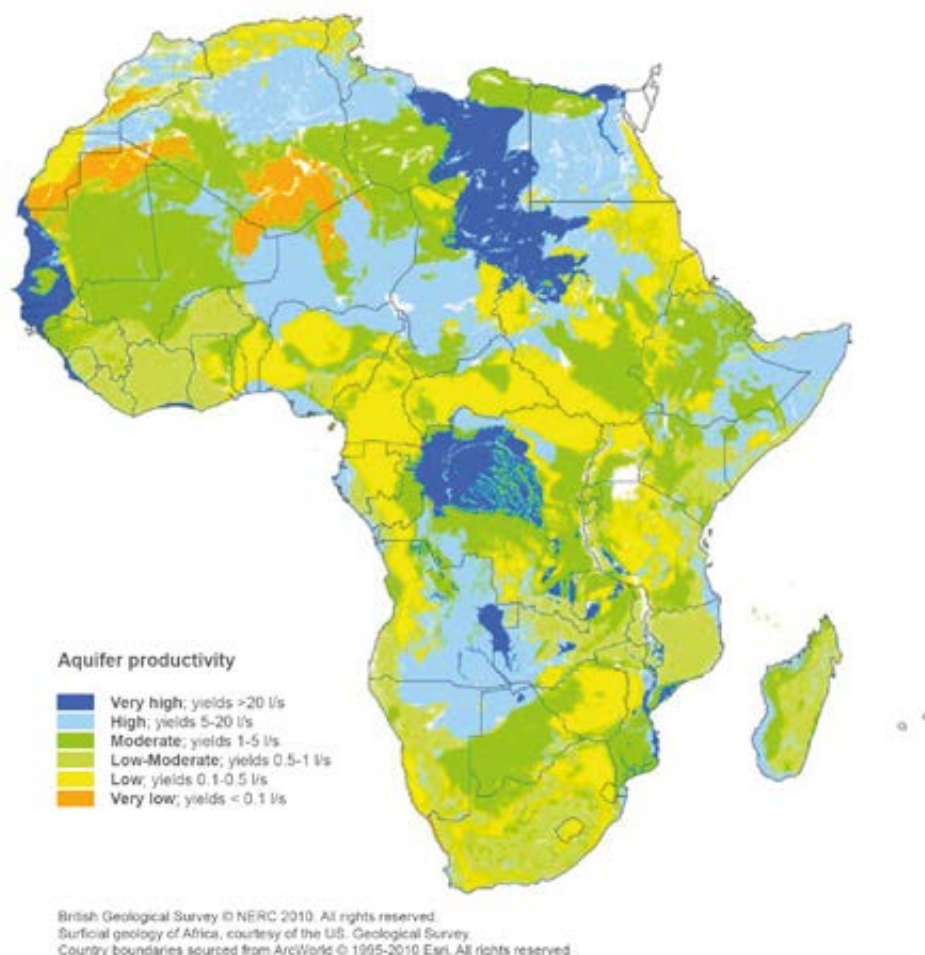 Aquifer productivity
Very high; yields >20 l/s
High; yields 5-20 l/s
Moderate; yields 1-5 l/s
Low-Moderate; yields 0.5-1 l/s
Low; yields 0.1-0.5 l/s
Very low; yields < 0.1 l/s
British Geological Survey © NERC 2010. All rights reserved.
Surficial geology of Africa, courtesy of the US. Geological Survey.
Country boundaries sourced from ArcWorld © 1995-2010 Esri. All rights reserved